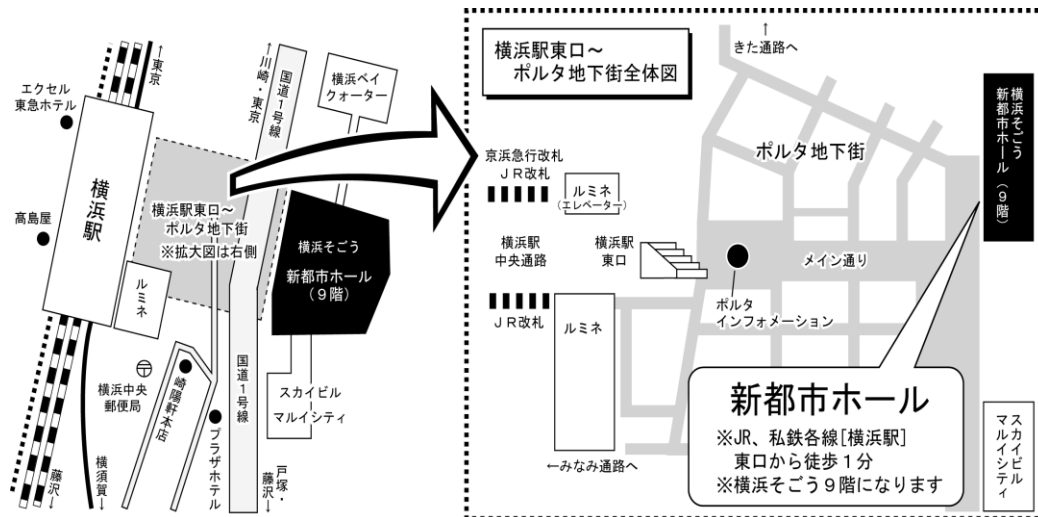 ←東京
エクセル
東急ホテル
横浜駅
髙島屋
ルミネ
←川崎・東京
国道1号線
横浜ベイ
クォーター
横浜駅東口〜
ポルタ地下街
※拡大図は右側
横浜そごう
新都市ホール
(9階)
横浜中央
郵便局
崎陽軒本店
国道1号線
スカイビル
マルイシティ
プラザホテル
藤沢→
横須賀→
戸塚・
藤沢→
横浜駅東口〜
ポルタ地下街全体図
↑
きた通路へ
横浜そごう
新都市ホール(9階)
ポルタ地下街
京浜急行改札
JR改札
ルミネ
(エレベーター)
横浜駅
中央通路
横浜駅
東口
メイン通り
ポルタ
インフォメーション
JR改札
ルミネ
←みなみ通路へ
新都市ホール
※JR、私鉄各線[横浜駅]
東口から徒歩1分
※横浜そごう9階になります
スカイビル
マルイシティ